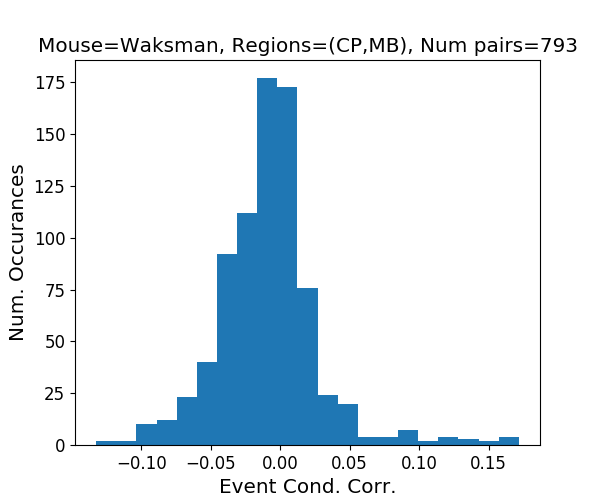 Mouse=Waksman, Regions=(CP,MB), Num pairs=793
175
150
125
100
75
50
25
0
Num. Occurances
−0.10 −0.05 0.00 0.05 0.10 0.15
Event Cond. Corr.